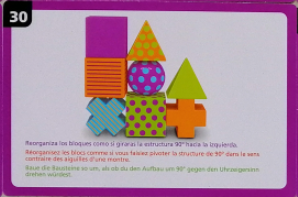 30
Reorganiza los bloques como si giraras la estructura 90° hacia la izquierda.
Réorganisez les blocs comme si vous faisiez pivoter la structure de 90° dans le sens
contraire des aiguilles d'une montre.
Baue die Bausteine so um, als ob du den Aufbau um 90° gegen den Uhrzeigersinn
drehen würdest.